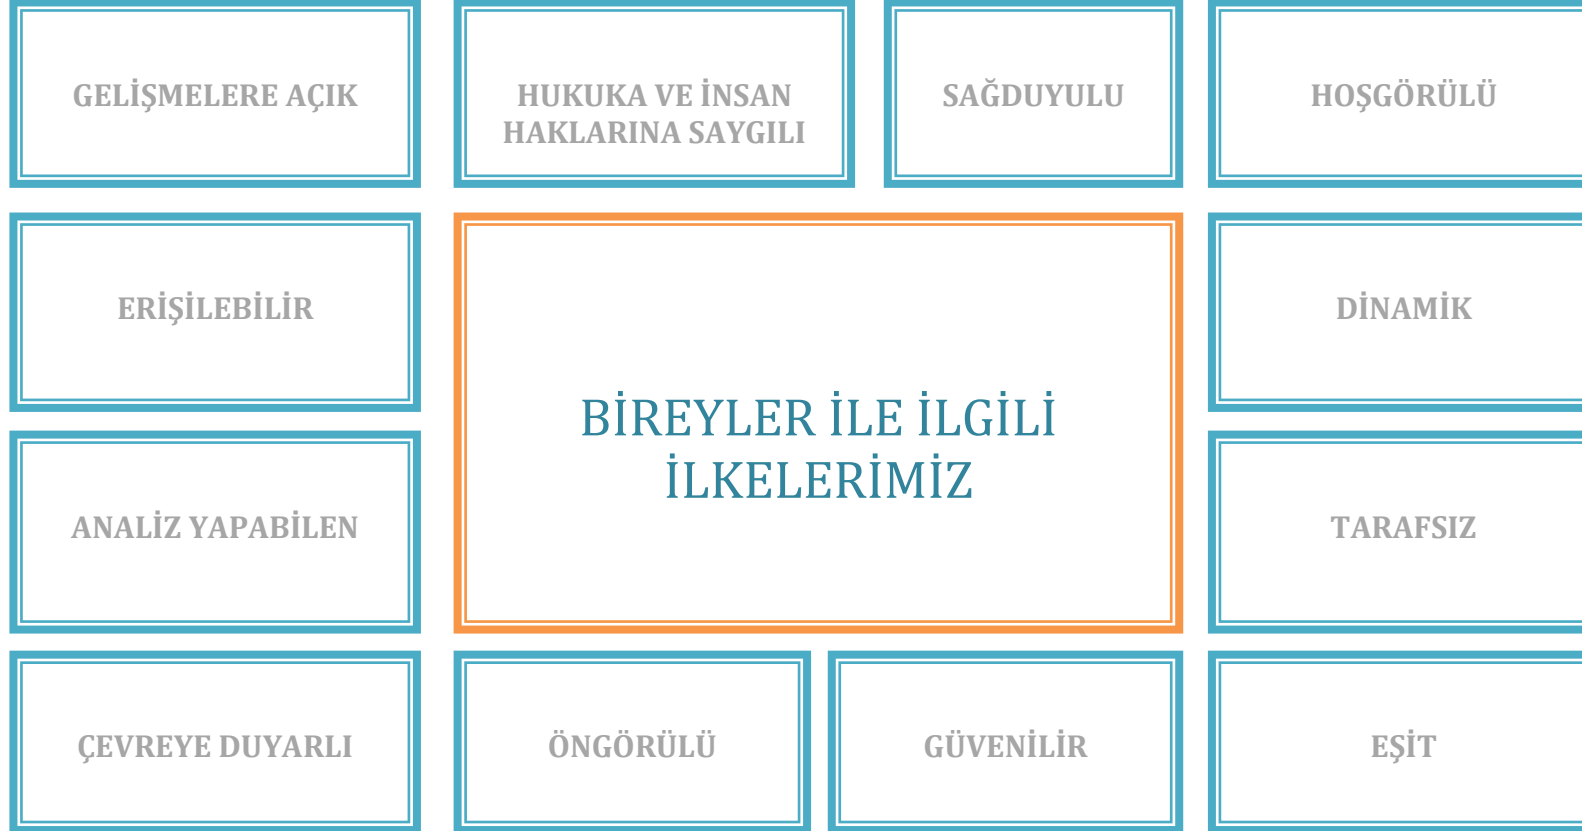 GELİŞMELERE AÇIK
HUKUKA VE İNSAN
HAKLARINA SAYGILI
SAĞDUYULU
HOŞGÖRÜLÜ
ERİŞİLEBİLİR
DİNAMİK
BİREYLER İLE İLGİLİ
İLKELERİMİZ
ANALİZ YAPABİLEN
TARAFSIZ
ÇEVREYE DUYARLI
ÖNGÖRÜLÜ
GÜVENİLİR
EŞİT